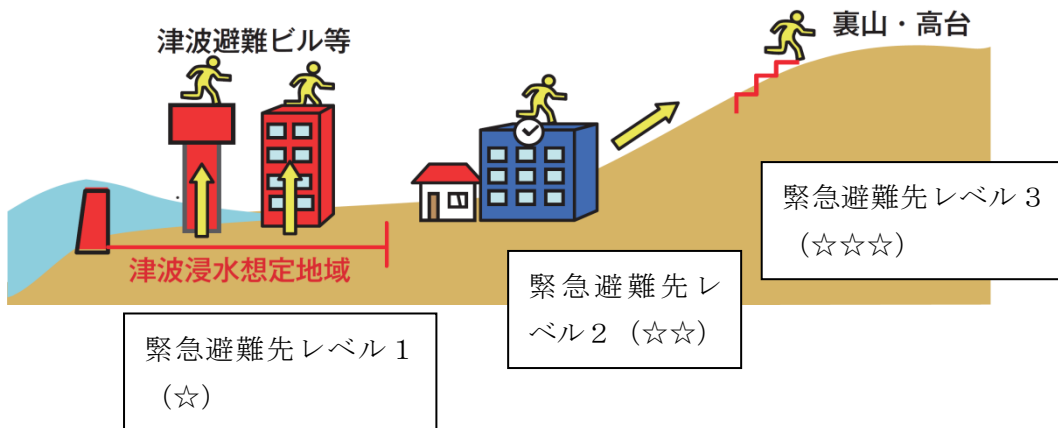 津波避難ビル等
裏山・高台
津波浸水想定地域
緊急避難先レベル１
（☆）
緊急避難先レ
ベル２（☆☆）
緊急避難先レベル３
（☆☆☆）